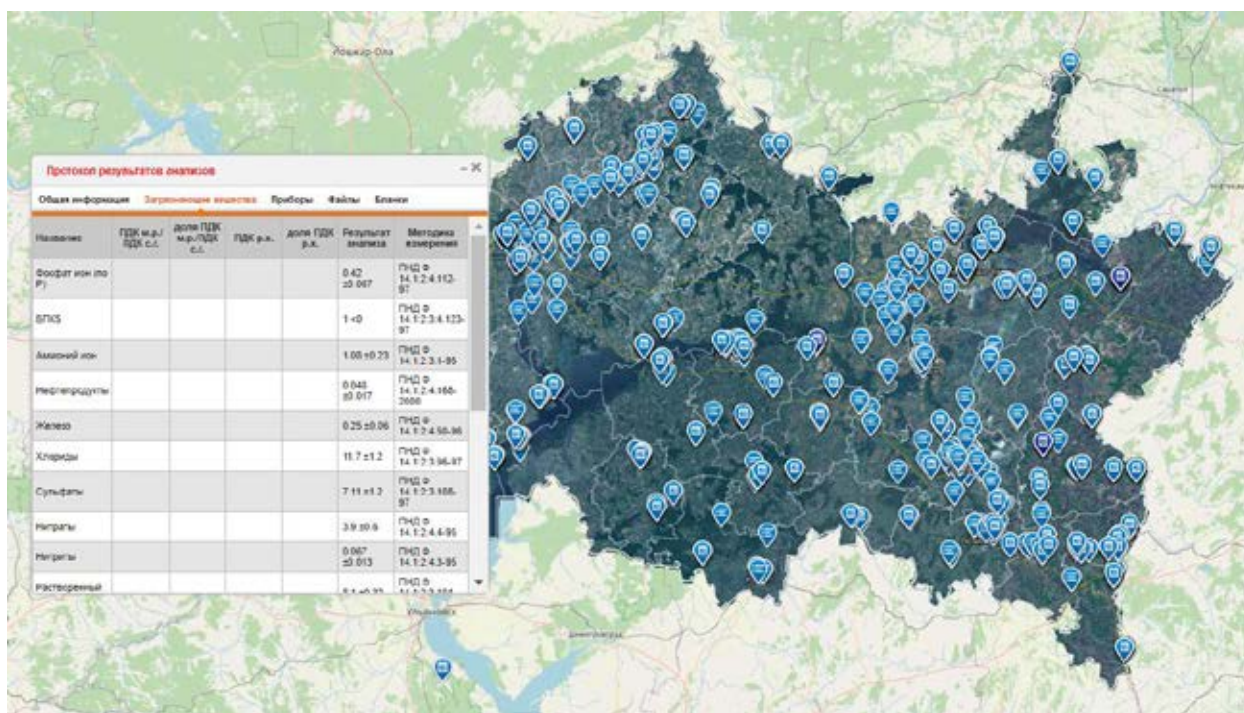 Йошкар-Ола
Протокол результатов анализов
Общая информация Загрязняющие вещества Приборы Файлы Бланки
Название ПДК м.р./ПДК с.с. доля ПДК м.р./ПДК с.с. ПДК р.х. доля ПДК р.х. Результат анализа Методика измерения
Фосфат ион (по P) 0.42 ±0.067 ПНД Ф 14.1:2:4.112-97
БПК5 1 <0 ПНД Ф 14.1:2:3:4.123-97
Аммоний ион 1.08 ±0.23 ПНД Ф 14.1:2:3.1-95
Нефтепродукты 0.048 ±0.017 ПНД Ф 14.1:2:4.168-2000
Железо 0.25 ±0.06 ПНД Ф 14.1:2:4.50-96
Хлориды 11.7 ±1.2 ПНД Ф 14.1:2:3.96-97
Сульфаты 7.11 ±1.2 ПНД Ф
Нитраты 3.9 ±0.6 ПНД Ф 14.1:2:4.4-95
Нитриты 0.067 ±0.013 ПНД Ф 14.1:2:4.3-95
Растворенный ПНД Ф
Ульяновск
Димитровград